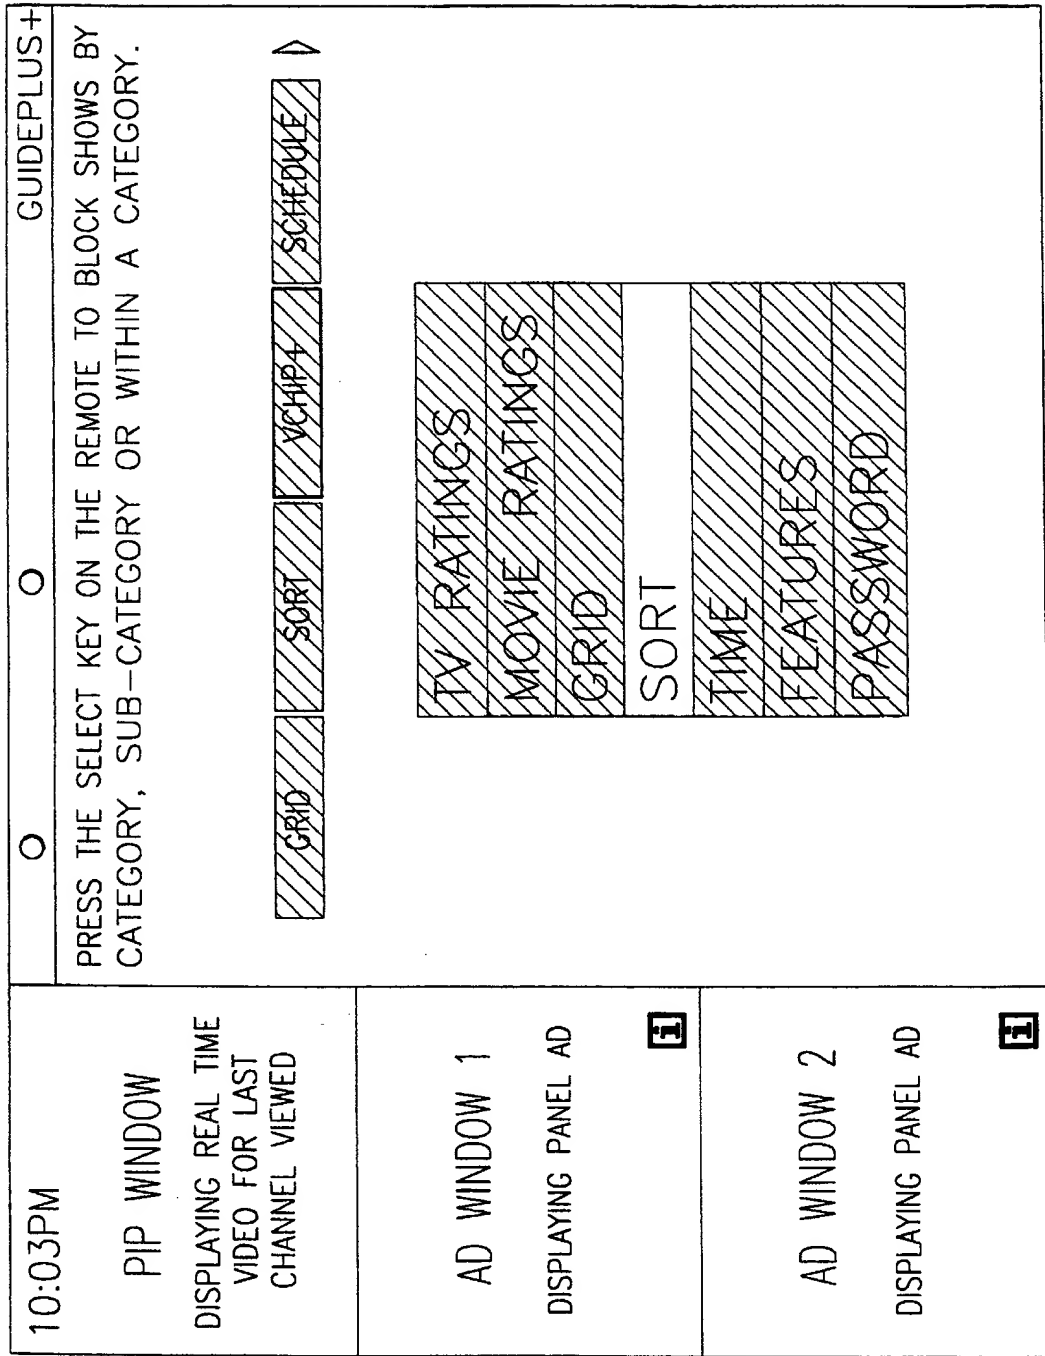 10:03PM
PIP WINDOW
DISPLAYING REAL TIME
VIDEO FOR LAST
CHANNEL VIEWED
AD WINDOW 1
DISPLAYING PANEL AD
i
AD WINDOW 2
DISPLAYING PANEL AD
i
GUIDEPLUS+
PRESS THE SELECT KEY ON THE REMOTE TO BLOCK SHOWS BY
CATEGORY, SUB-CATEGORY OR WITHIN A CATEGORY.
GRID SORT VCHIP+ SCHEDULE
TV RATINGS
MOVIE RATINGS
GRID
SORT
TIME
FEATURES
PASSWORD